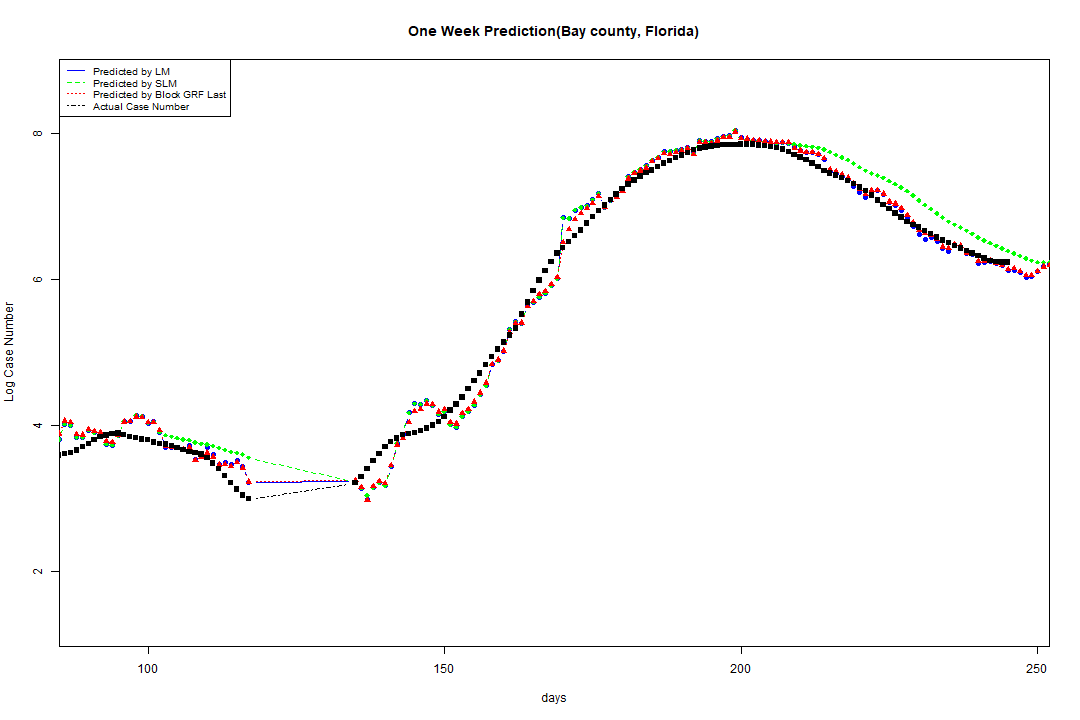 One Week Prediction(Bay county, Florida)
Predicted by LM
Predicted by SLM
Predicted by Block GRF Last
Actual Case Number
8
6
4
2
Log Case Number
100 150 200 250
days